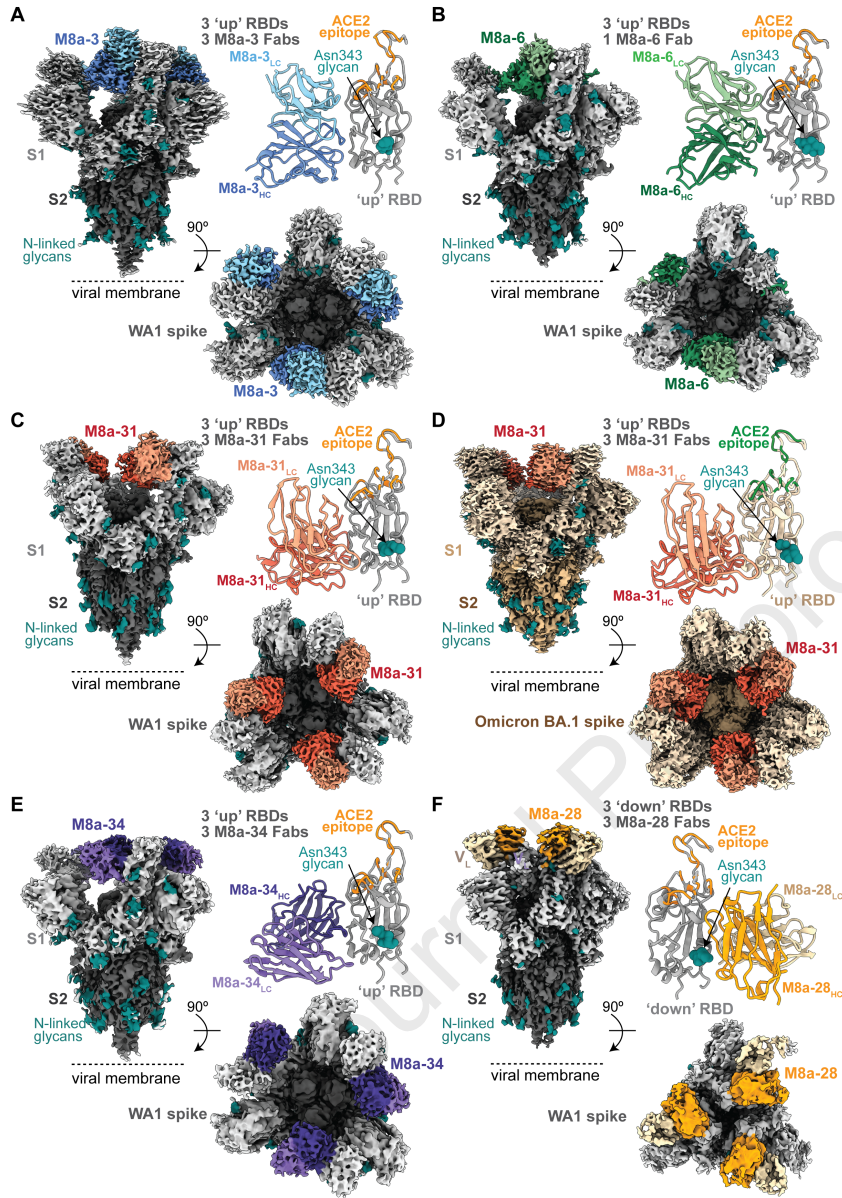 A
M8a-3
3 ‘up’ RBDs
3 M8a-3 Fabs
ACE2
epitope
M8a-3LC
Asn343
glycan
S1
M8a-3HC
S2
‘up’ RBD
N-linked
glycans
90º
viral membrane
WA1 spike
M8a-3
B
M8a-6
3 ‘up’ RBDs
1 M8a-6 Fab
ACE2
epitope
M8a-6LC
Asn343
glycan
S1
M8a-6HC
S2
‘up’ RBD
N-linked
glycans
90º
viral membrane
WA1 spike
M8a-6
C
M8a-31
3 ‘up’ RBDs
3 M8a-31 Fabs
ACE2
epitope
M8a-31LC
Asn343
glycan
S1
M8a-31HC
S2
‘up’ RBD
N-linked
glycans
90º
viral membrane
M8a-31
WA1 spike
D
M8a-31
3 ‘up’ RBDs
3 M8a-31 Fabs
ACE2
epitope
M8a-31LC
Asn343
glycan
S1
M8a-31HC
S2
‘up’ RBD
N-linked
glycans
90º
viral membrane
M8a-31
Omicron BA.1 spike
E
M8a-34
3 ‘up’ RBDs
3 M8a-34 Fabs
ACE2
epitope
Asn343
glycan
M8a-34HC
S1
M8a-34LC
S2
‘up’ RBD
N-linked
glycans
90º
viral membrane
M8a-34
WA1 spike
F
M8a-28
3 ‘down’ RBDs
3 M8a-28 Fabs
ACE2
epitope
VL
Asn343
glycan
M8a-28LC
S1
M8a-28HC
S2
‘down’ RBD
N-linked
glycans
90º
viral membrane
M8a-28
WA1 spike